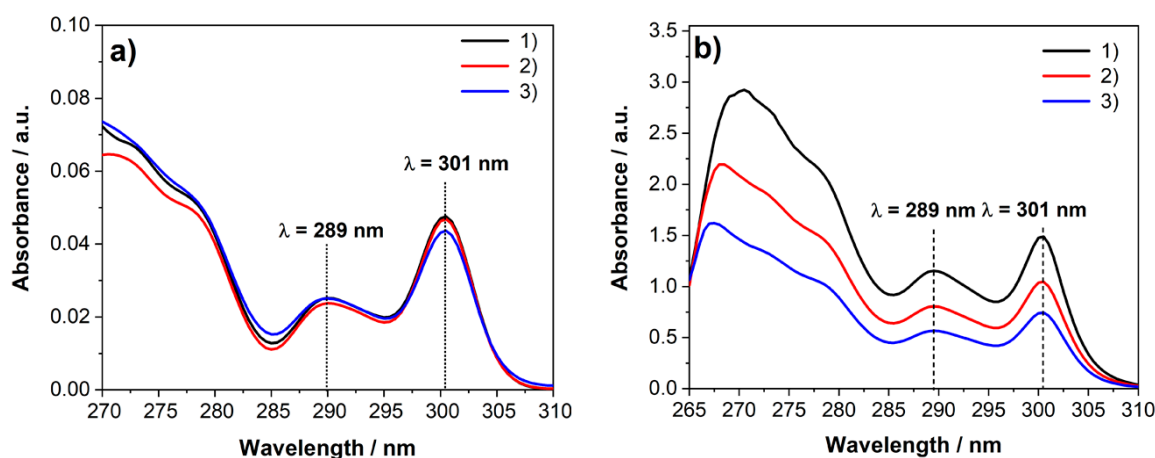 a)
1)
2)
3)
λ = 301 nm
λ = 289 nm
0.10
0.08
0.06
0.04
0.02
0.00
270 275 280 285 290 295 300 305 310
Wavelength / nm
Absorbance / a.u.
b)
1)
2)
3)
λ = 289 nm λ = 301 nm
3.5
3.0
2.5
2.0
1.5
1.0
0.5
0.0
265 270 275 280 285 290 295 300 305 310
Wavelength / nm
Absorbance / a.u.